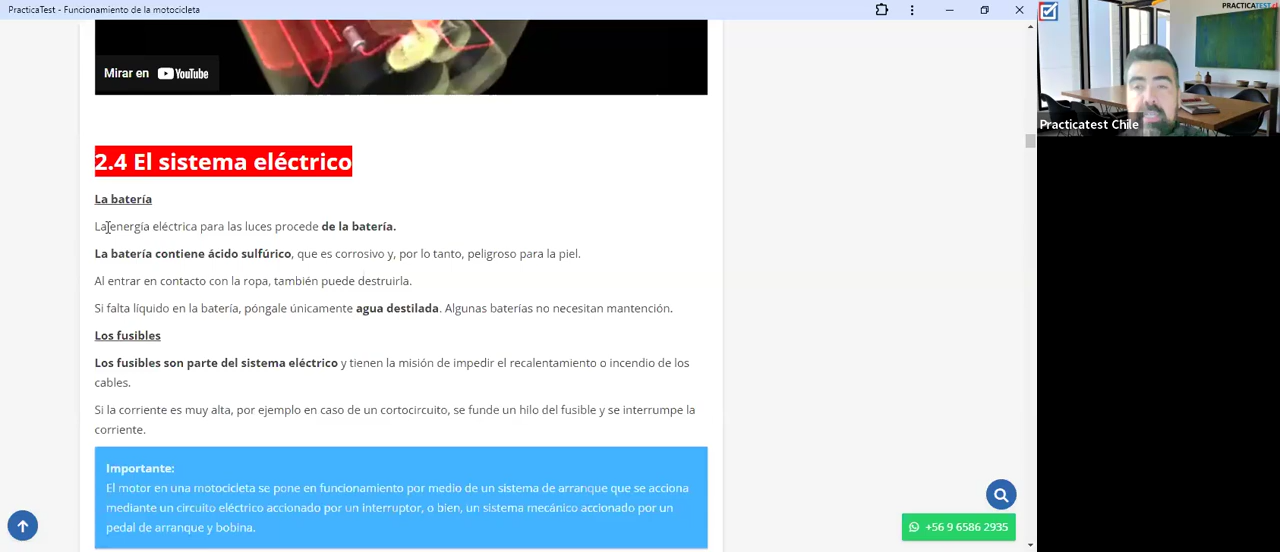 PracticaTest - Funcionamiento de la motocicleta
PRACTICATEST.cl
Mirar en YouTube
Practicatest Chile
2.4 El sistema eléctrico
La batería
La energía eléctrica para las luces procede de la batería.
La batería contiene ácido sulfúrico, que es corrosivo y, por lo tanto, peligroso para la piel.
Al entrar en contacto con la ropa, también puede destruirla.
Si falta líquido en la batería, póngale únicamente agua destilada. Algunas baterías no necesitan mantención.
Los fusibles
Los fusibles son parte del sistema eléctrico y tienen la misión de impedir el recalentamiento o incendio de los
cables.
Si la corriente es muy alta, por ejemplo en caso de un cortocircuito, se funde un hilo del fusible y se interrumpe la
corriente.
Importante:
El motor en una motocicleta se pone en funcionamiento por medio de un sistema de arranque que se acciona
mediante un circuito eléctrico accionado por un interruptor, o bien, un sistema mecánico accionado por un
pedal de arranque y bobina.
+56 9 6586 2935